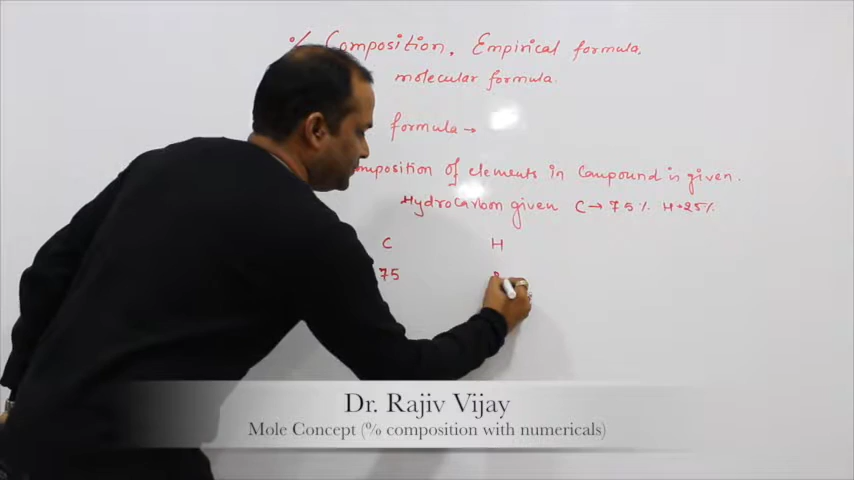 % Composition, Empirical formula,
molecular formula.
formula →
composition of elements in compound is given.
Hydrocarbon given C → 75% H→25%
C H
75
Dr. Rajiv Vijay
Mole Concept (% composition with numericals)